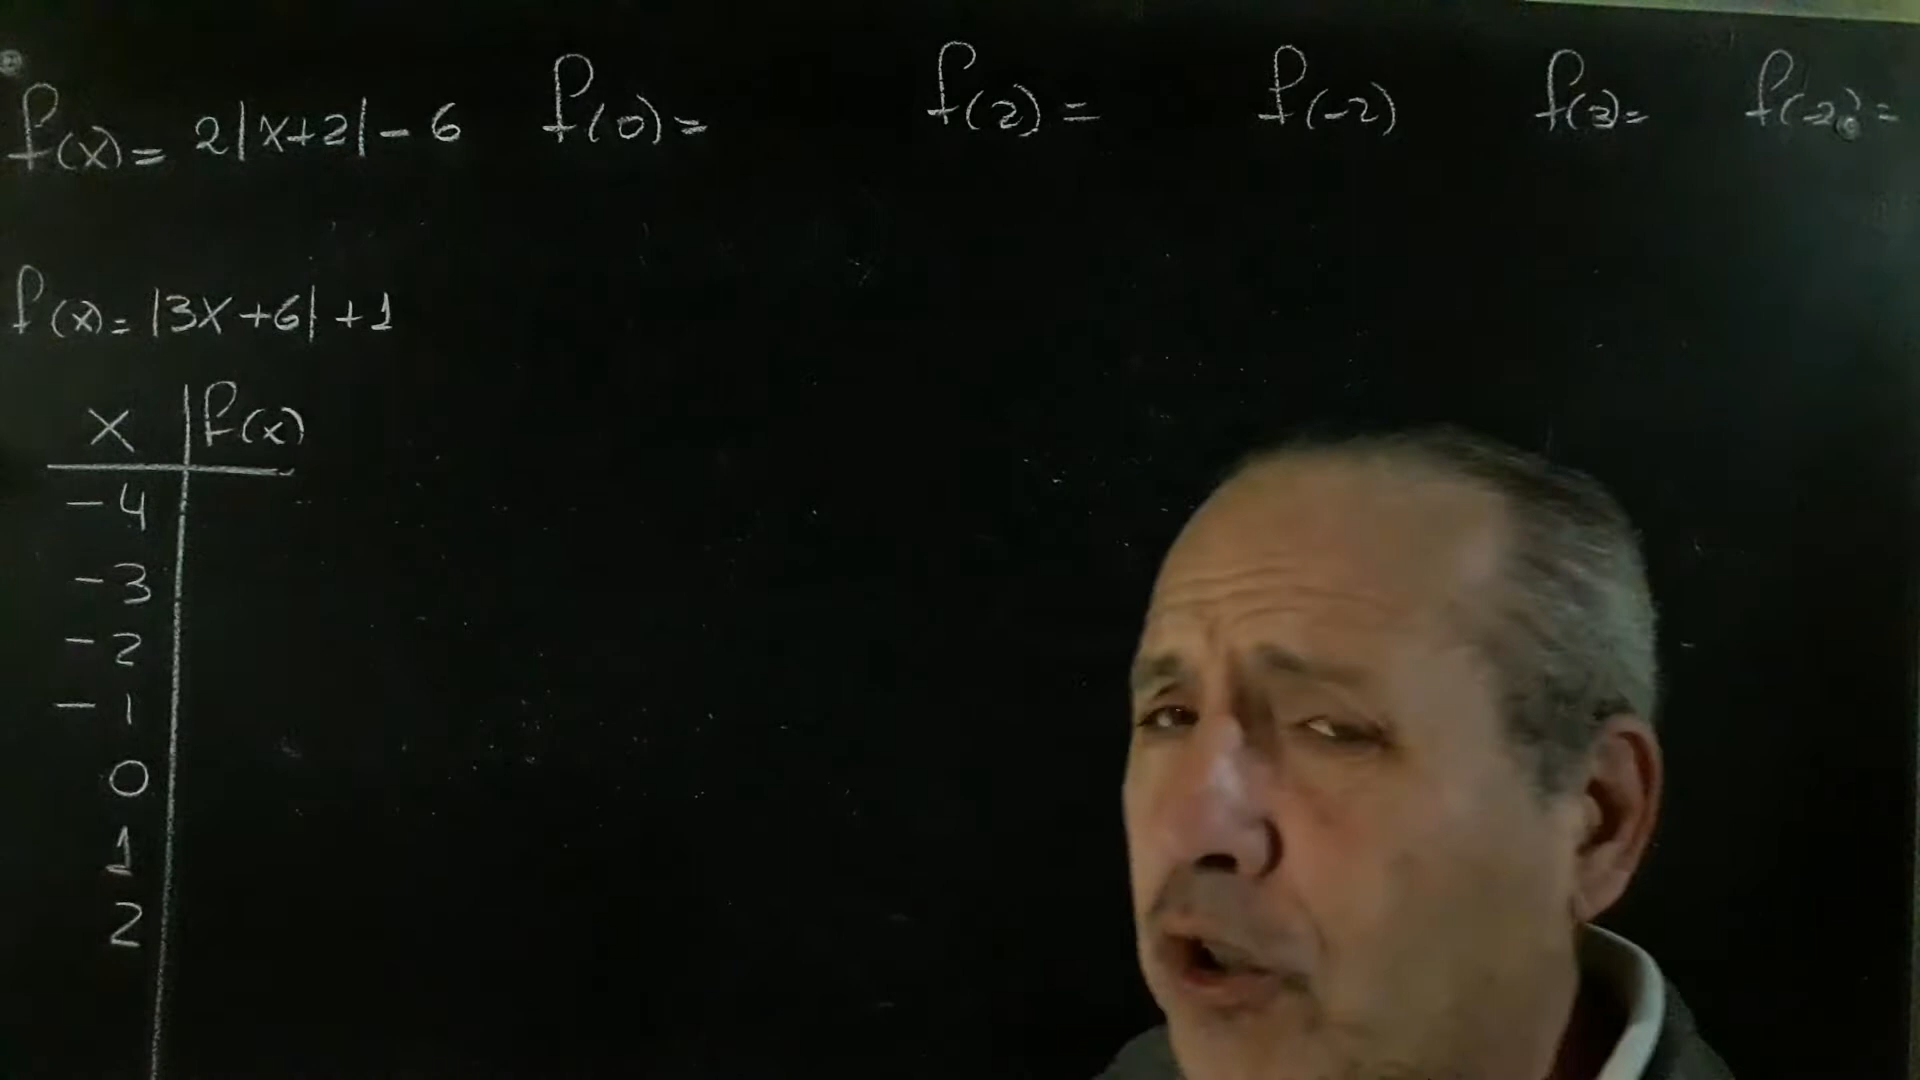 f(x)= 2|x+2|-6 f(0)= f(2)= f(-2) f(3)= f(-2)=
f(x)= |3x+6|+1
x f(x)
-4
-3
-2
-1
0
1
2